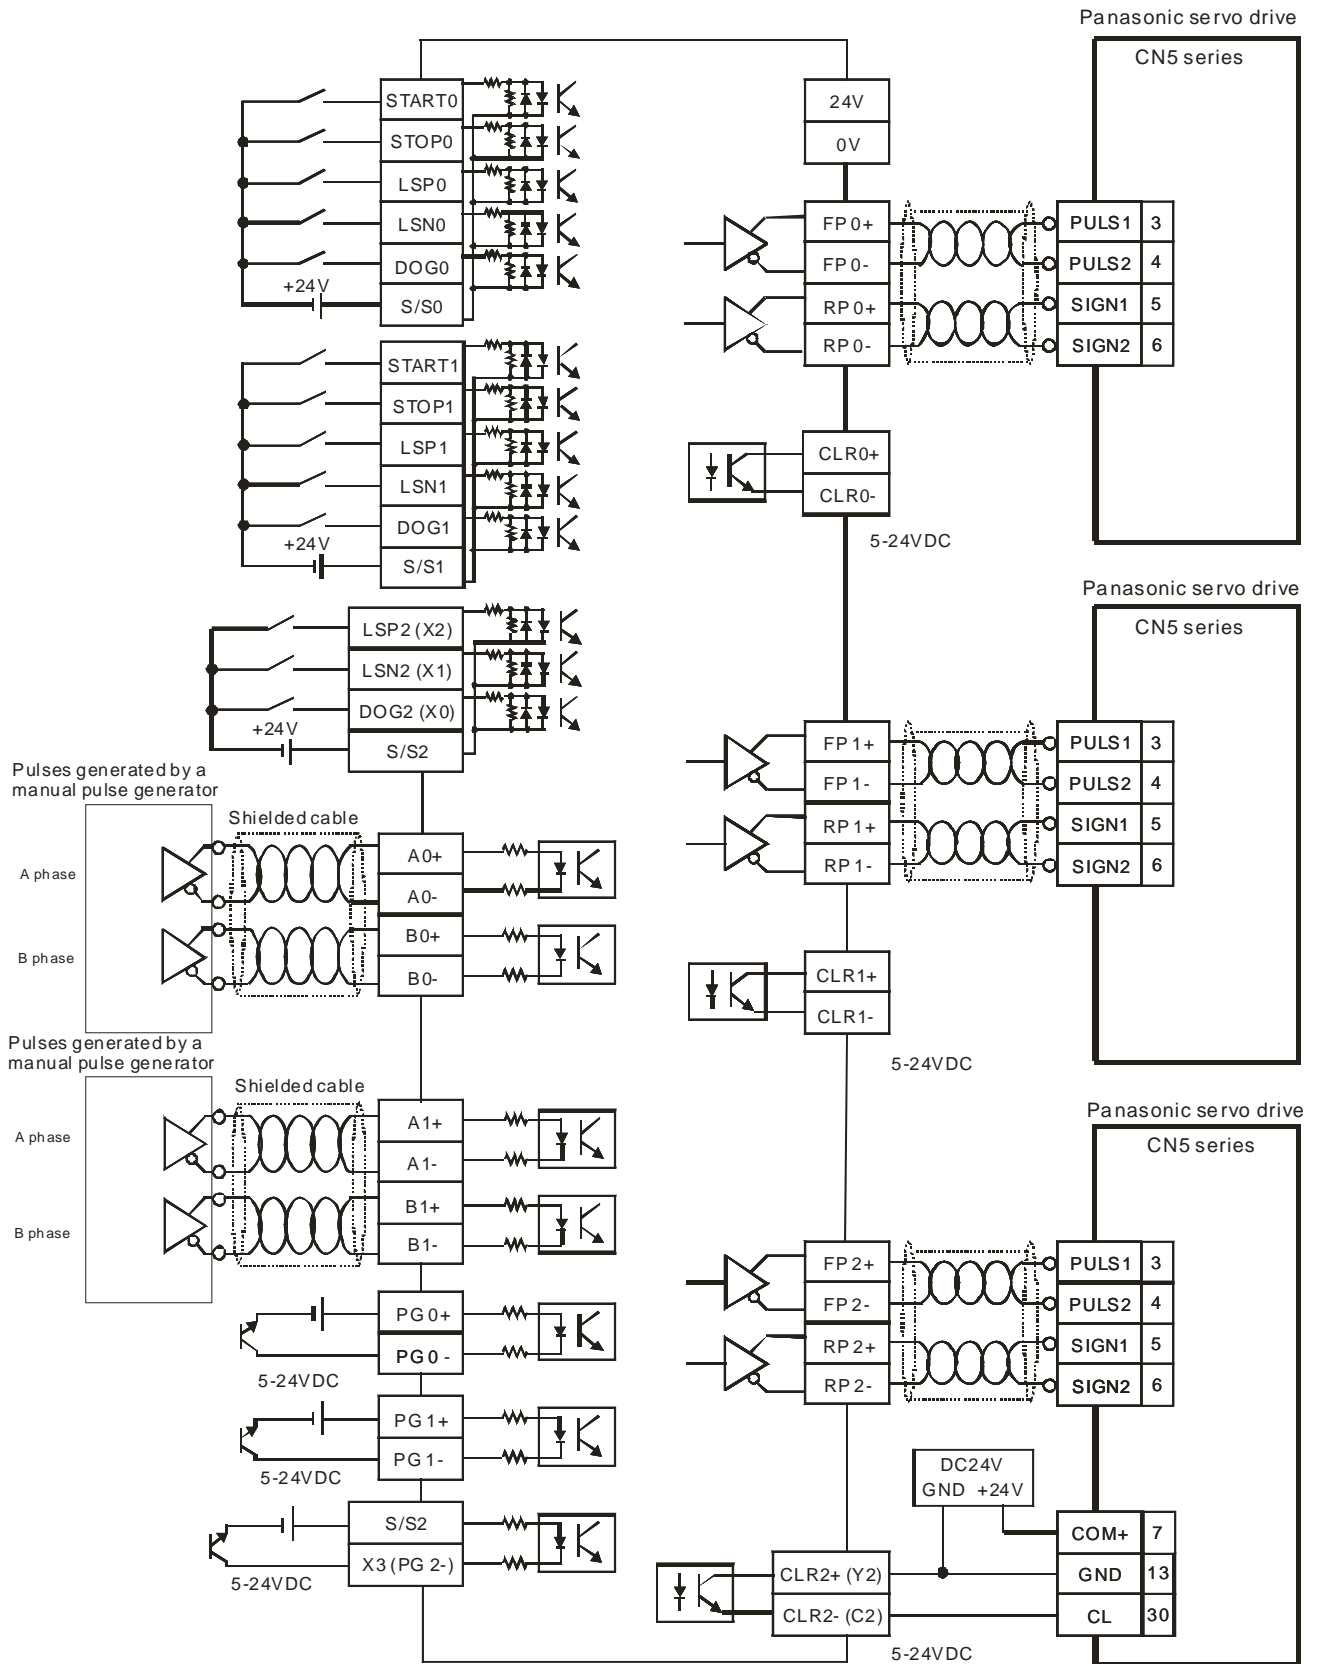 Panasonic servo drive
CN5 series
START0
STOP0
LSP0
LSN0
DOG0
+24V
S/S0
START1
STOP1
LSP1
LSN1
DOG1
+24V
S/S1
LSP2 (X2)
LSN2 (X1)
DOG2 (X0)
+24V
S/S2
Pulses generated by a
manual pulse generator
Shielded cable
A phase
A0+
A0-
B phase
B0+
B0-
Pulses generated by a
manual pulse generator
Shielded cable
A phase
A1+
A1-
B phase
B1+
B1-
PG0+
PG0-
5-24VDC
PG1+
PG1-
5-24VDC
S/S2
X3 (PG2-)
5-24VDC
24V
0V
FP0+
FP0-
RP0+
RP0-
PULS1 3
PULS2 4
SIGN1 5
SIGN2 6
CLR0+
CLR0-
5-24VDC
Panasonic servo drive
CN5 series
FP1+
FP1-
RP1+
RP1-
PULS1 3
PULS2 4
SIGN1 5
SIGN2 6
CLR1+
CLR1-
5-24VDC
Panasonic servo drive
CN5 series
FP2+
FP2-
RP2+
RP2-
PULS1 3
PULS2 4
SIGN1 5
SIGN2 6
DC24V
GND +24V
COM+ 7
GND 13
CL 30
CLR2+ (Y2)
CLR2- (C2)
5-24VDC